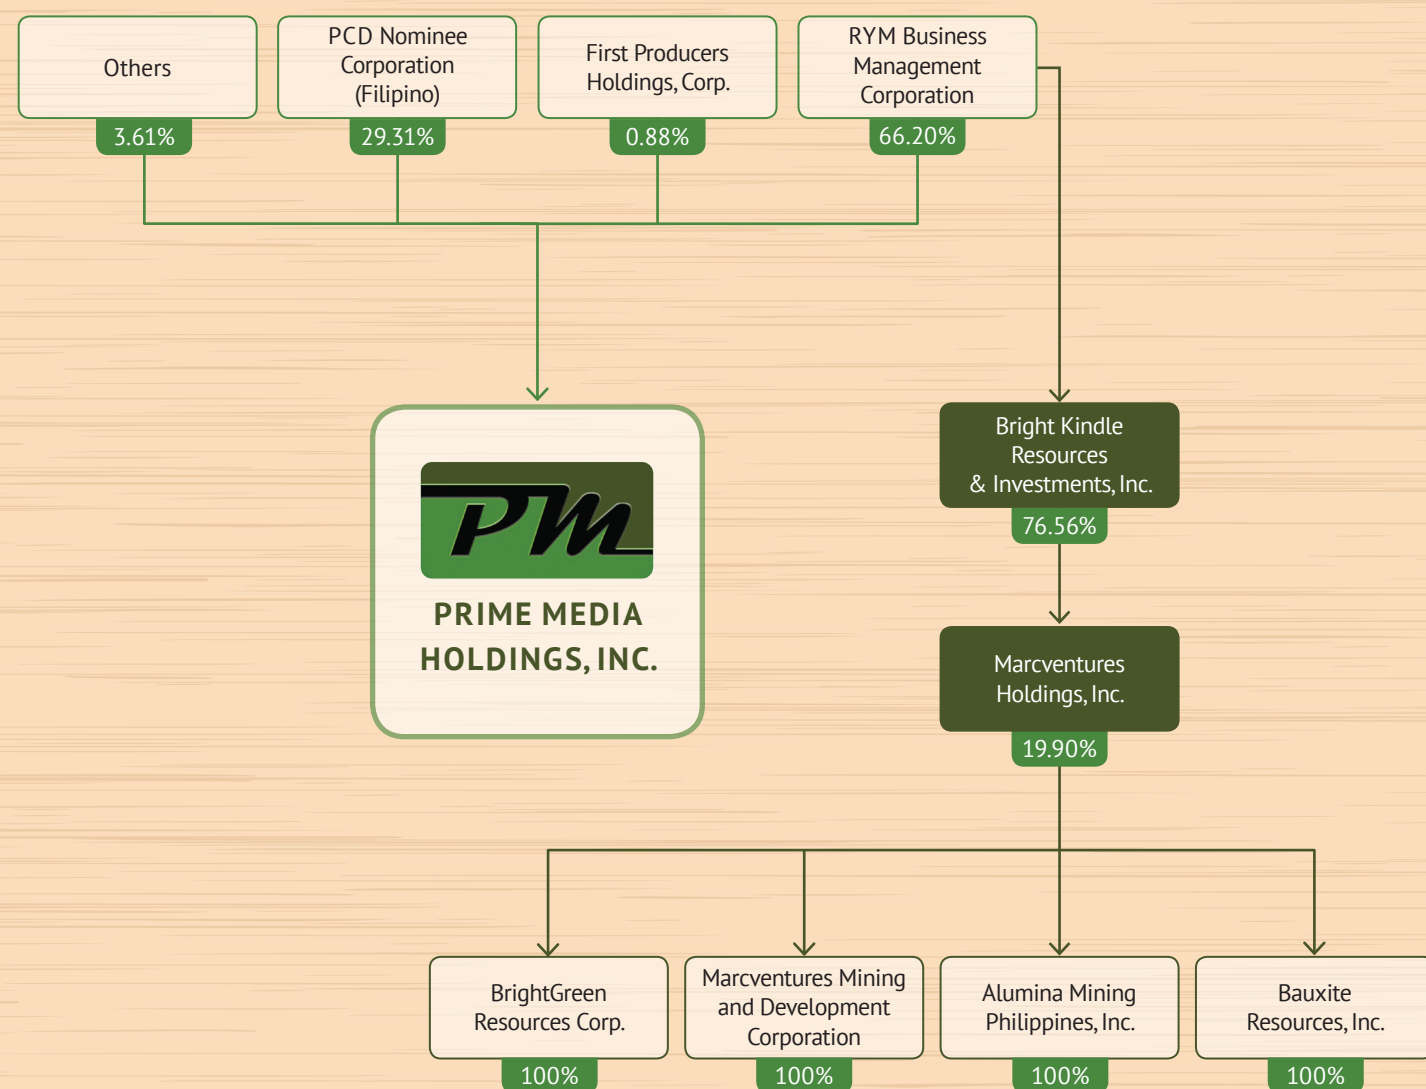 Others
3.61%
PCD Nominee
Corporation
(Filipino)
29.31%
First Producers
Holdings, Corp.
0.88%
RYM Business
Management
Corporation
66.20%
PM
PRIME MEDIA
HOLDINGS, INC.
Bright Kindle
Resources
& Investments, Inc.
76.56%
Marcventures
Holdings, Inc.
19.90%
BrightGreen
Resources Corp.
100%
Marcventures Mining
and Development
Corporation
100%
Alumina Mining
Philippines, Inc.
100%
Bauxite
Resources, Inc.
100%